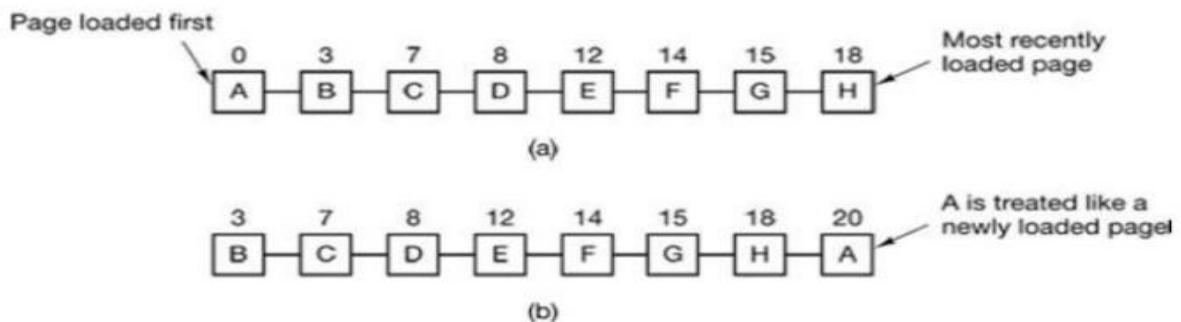 Page loaded first
0 3 7 8 12 14 15 18
Most recently
loaded page
A B C D E F G H
(a)
3 7 8 12 14 15 18 20
A is treated like a
newly loaded page
B C D E F G H A
(b)